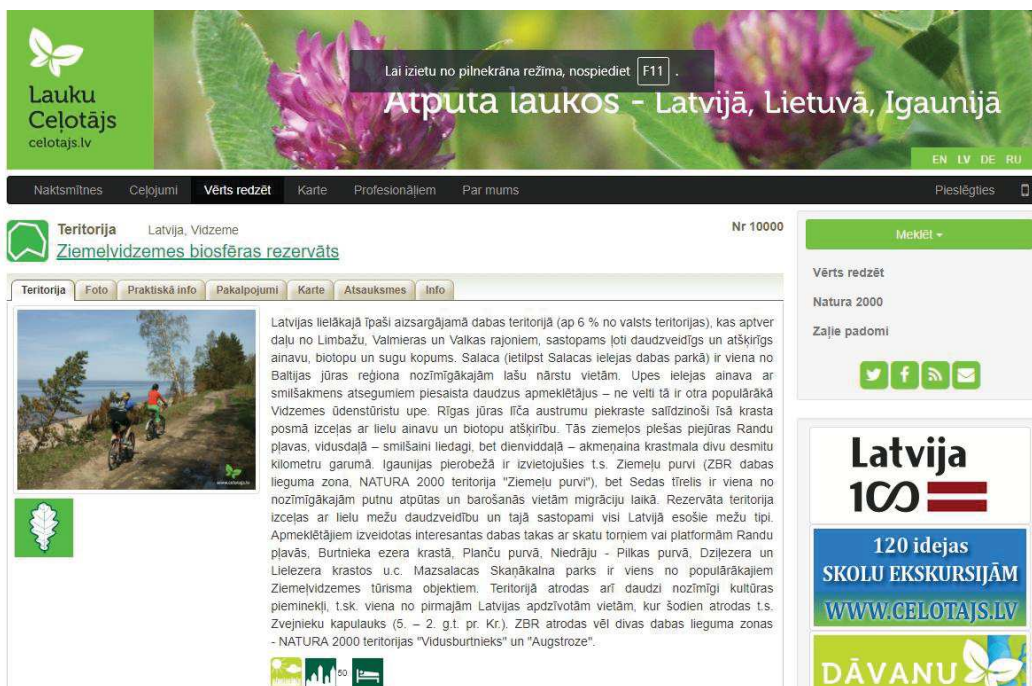 Lauku
Ceļotājs
celotajs.lv
Lai izietu no pilnekrāna režīma, nospiediet F11 .
Atpūta laukos - Latvijā, Lietuvā, Igaunijā
EN LV DE RU
Naktsmītnes Ceļojumi Vērts redzēt Karte Profesionāļiem Par mums Pieslēgties
Teritorija Latvija, Vidzeme Nr 10000
Ziemeļvidzemes biosfēras rezervāts
Teritorija Foto Praktiskā info Pakalpojumi Karte Atsauksmes Info
Latvijas lielākajā īpaši aizsargājamā dabas teritorijā (ap 6 % no valsts teritorijas), kas aptver
daļu no Limbažu, Valmieras un Valkas rajoniem, sastopams ļoti daudzveidīgs un atšķirīgs
ainavu, biotopu un sugu kopums. Salaca (ietilpst Salacas ielejas dabas parkā) ir viena no
Baltijas jūras reģiona nozīmīgākajām lašu nārstu vietām. Upes ielejas ainava ar
smilšakmens atsegumiem piesaista daudzus apmeklētājus – ne velti tā ir otra populārākā
Vidzemes ūdenstūristu upe. Rīgas jūras līča austrumu piekraste salīdzinoši īsā krasta
posmā izceļas ar lielu ainavu un biotopu atšķirību. Tās ziemeļos plešas piejūras Randu
pļavas, vidusdaļā – smilšaini liedagi, bet dienviddaļā – akmeņaina krastmala divu desmitu
kilometru garumā. Igaunijas pierobežā ir izvietojušies t.s. Ziemeļu purvi (ZBR dabas
lieguma zona, NATURA 2000 teritorija "Ziemeļu purvi"), bet Sedas tīrelis ir viena no
nozīmīgākajām putnu atpūtas un barošanās vietām migrāciju laikā. Rezervāta teritorija
izceļas ar lielu mežu daudzveidību un tajā sastopami visi Latvijā esošie mežu tipi.
Apmeklētājiem izveidotas interesantas dabas takas ar skatu torņiem vai platformām Randu
pļavās, Burtnieka ezera krastā, Planču purvā, Niedrāju - Pilkas purvā, Dziļezera un
Lielezera krastos u.c. Mazsalacas Skaņākalna parks ir viens no populārākajiem
Ziemeļvidzemes tūrisma objektiem. Teritorijā atrodas arī daudzi nozīmīgi kultūras
pieminekļi, t.sk. viena no pirmajām Latvijas apdzīvotām vietām, kur šodien atrodas t.s.
Zvejnieku kapulauks (5. – 2. g.t. pr. Kr.). ZBR atrodas vēl divas dabas lieguma zonas
- NATURA 2000 teritorijas "Vidusburtnieks" un "Augstroze".
50
Meklēt
Vērts redzēt
Natura 2000
Zaļie padomi
Latvija
100
120 idejas
SKOLU EKSKURSIJĀM
WWW.CELOTAJS.LV
DĀVANU